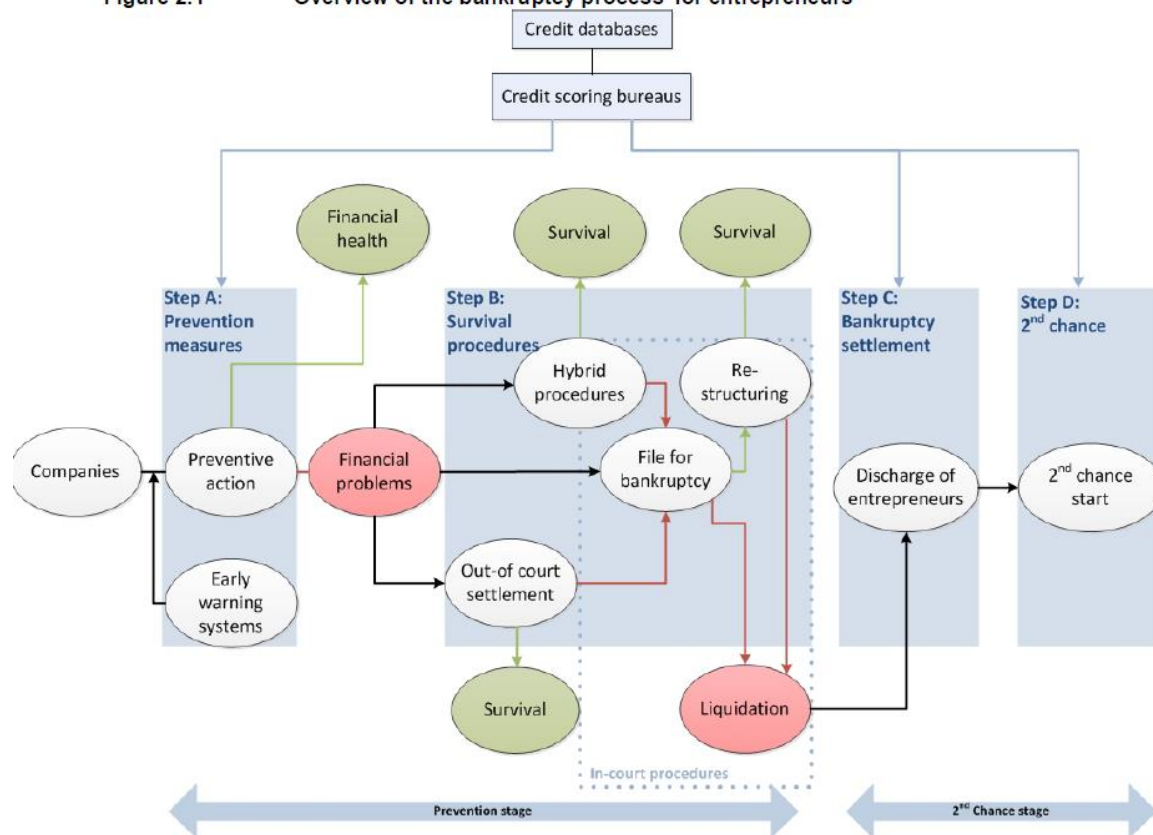 Figure 2.1 Overview of the bankruptcy process for entrepreneurs
Credit databases
Credit scoring bureaus
Financial
health
Survival
Survival
Step A:
Prevention
measures
Step B:
Survival
procedures
Step C:
Bankruptcy
settlement
Step D:
2nd chance
Hybrid
procedures
Re-
structuring
Companies
Preventive
action
Financial
problems
File for
bankruptcy
Discharge of
entrepreneurs
2nd chance
start
Early
warning
systems
Out-of court
settlement
Survival
Liquidation
In-court procedures
Prevention stage
2nd Chance stage